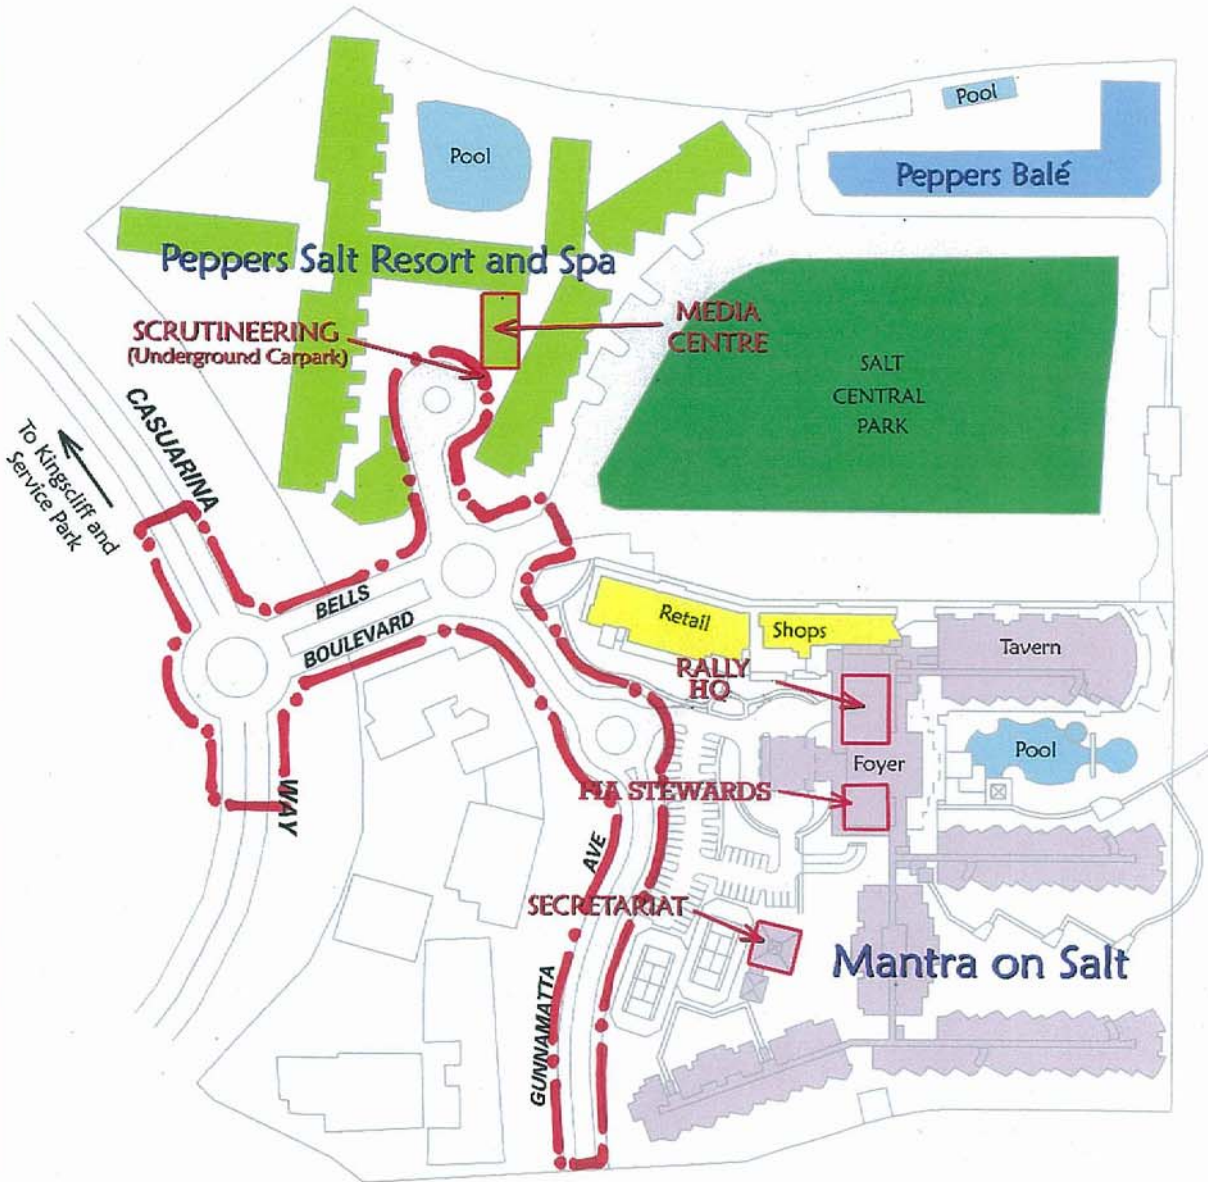 Pool
Pool
Peppers Balé
Peppers Salt Resort and Spa
SCRUTINEERING
(Underground Carpark)
MEDIA
CENTRE
SALT
CENTRAL
PARK
CASUARINA
To Kingscliff and
Service Park
BELLS
BOULEVARD
Retail
Shops
Tavern
RALLY
HQ
Pool
Foyer
FIA STEWARDS
WAY
AVE
SECRETARIAT
Mantra on Salt
GUNNAMATTA